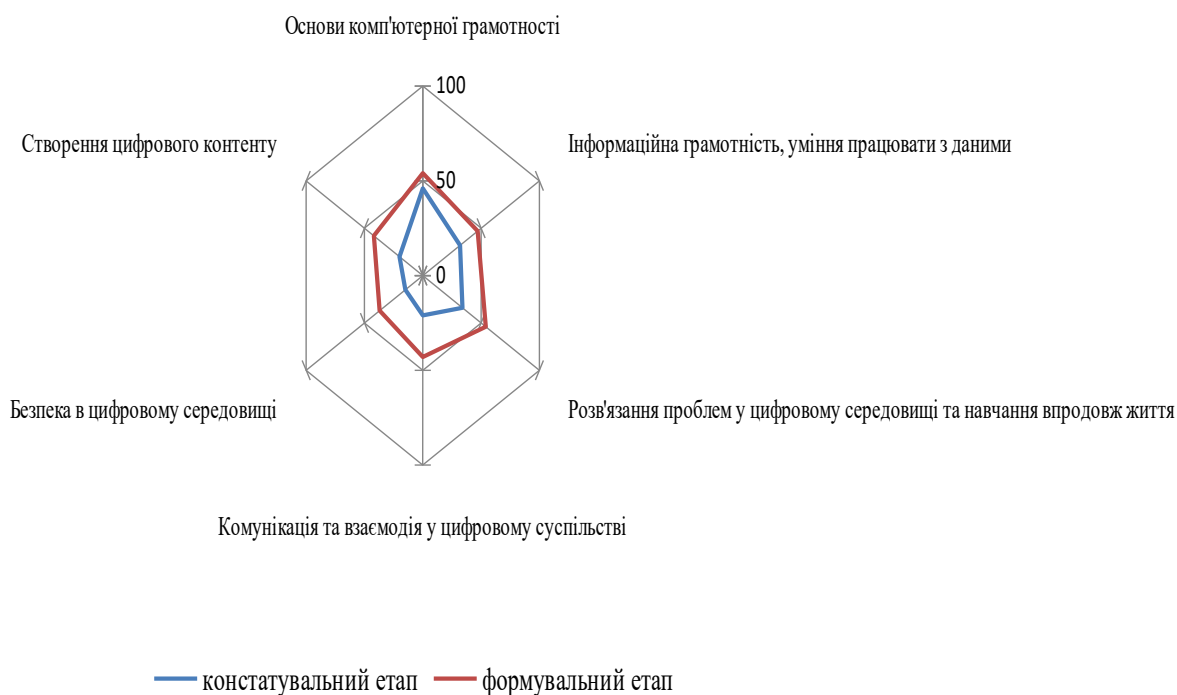 Основи комп'ютерної грамотності
100
Створення цифрового контенту
Інформаційна грамотність, уміння працювати з даними
50
0
Безпека в цифровому середовищі
Розв'язання проблем у цифровому середовищі та навчання впродовж життя
Комунікація та взаємодія у цифровому суспільстві
констатувальний етап
формувальний етап